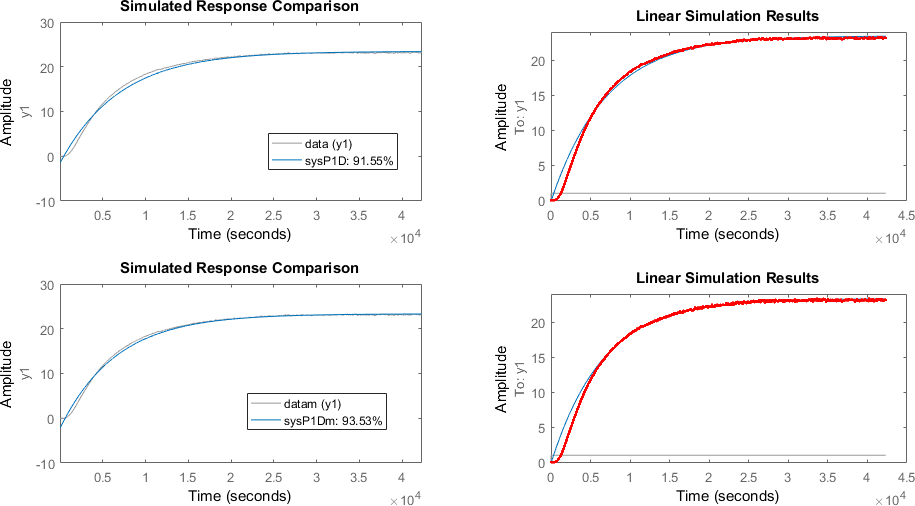 Simulated Response Comparison
30
20
10
0
-10
Amplitude
y1
data (y1)
sysP1D: 91.55%
0.5 1 1.5 2 2.5 3 3.5 4
× 10^4
Time (seconds)
Linear Simulation Results
20
15
10
5
0
Amplitude
To: y1
0 0.5 1 1.5 2 2.5 3 3.5 4 4.5
× 10^4
Time (seconds)
Simulated Response Comparison
30
20
10
0
-10
Amplitude
y1
datam (y1)
sysP1Dm: 93.53%
0.5 1 1.5 2 2.5 3 3.5 4
× 10^4
Time (seconds)
Linear Simulation Results
20
15
10
5
0
Amplitude
To: y1
0 0.5 1 1.5 2 2.5 3 3.5 4 4.5
× 10^4
Time (seconds)